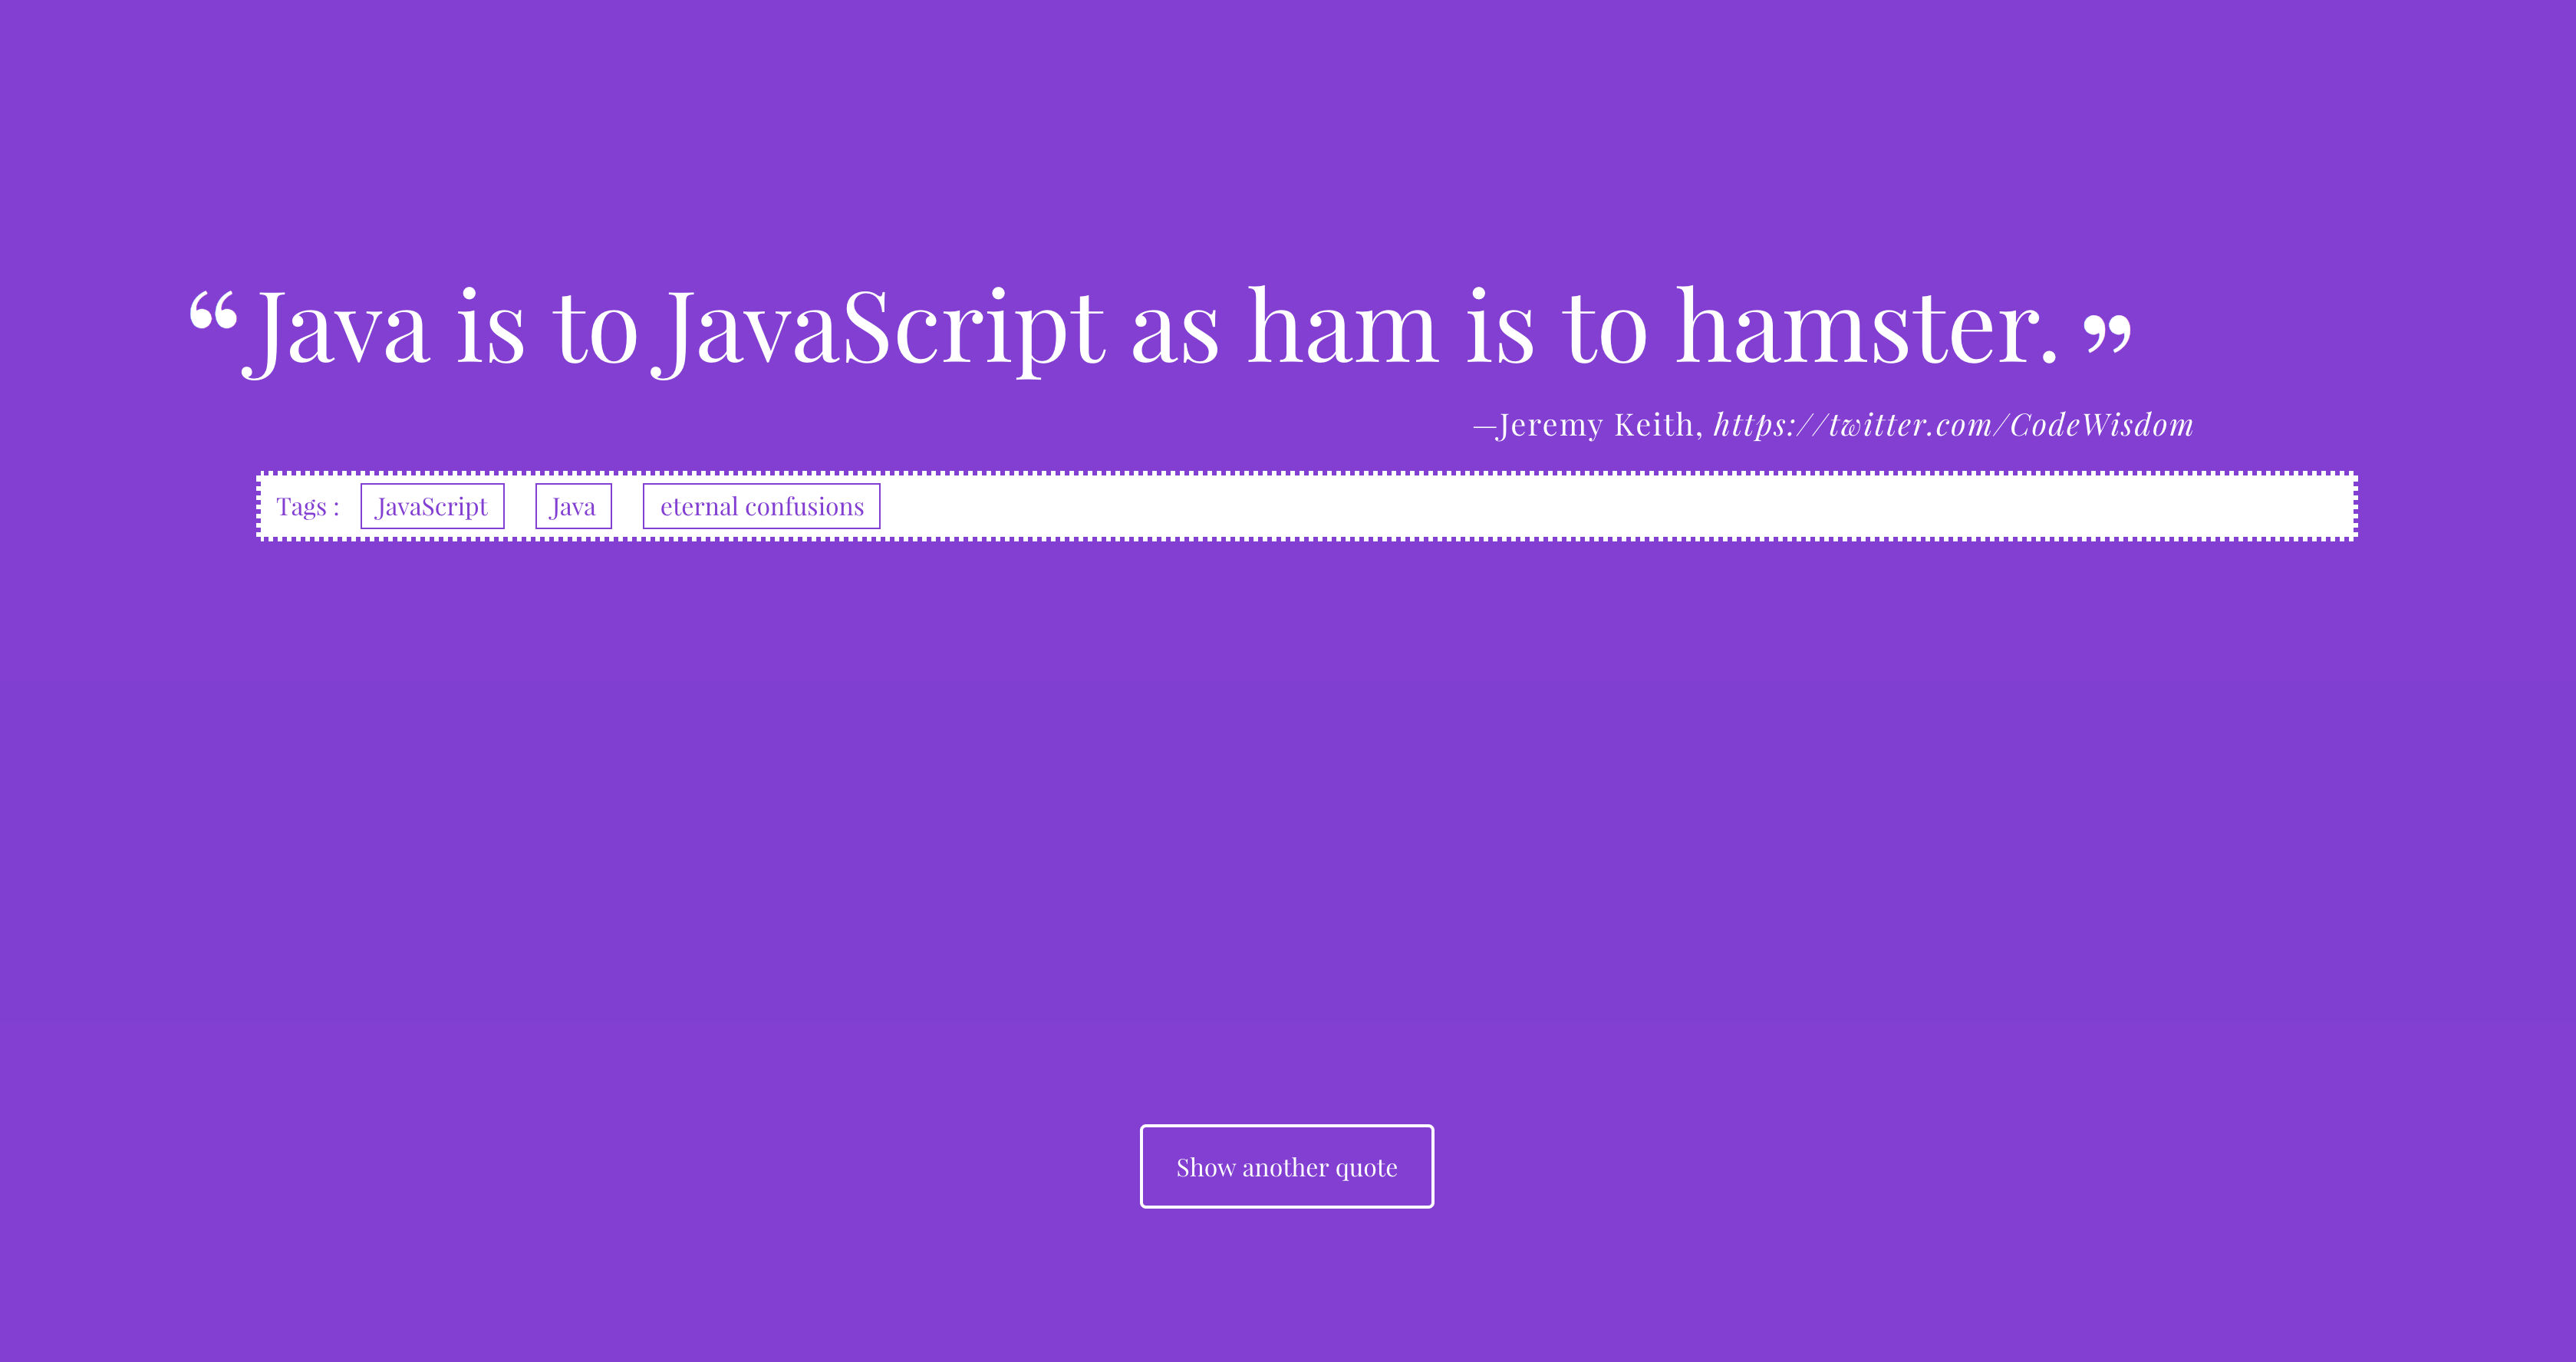 “Java is to JavaScript as ham is to hamster.”
—Jeremy Keith, https://twitter.com/CodeWisdom
Tags : JavaScript Java eternal confusions
Show another quote